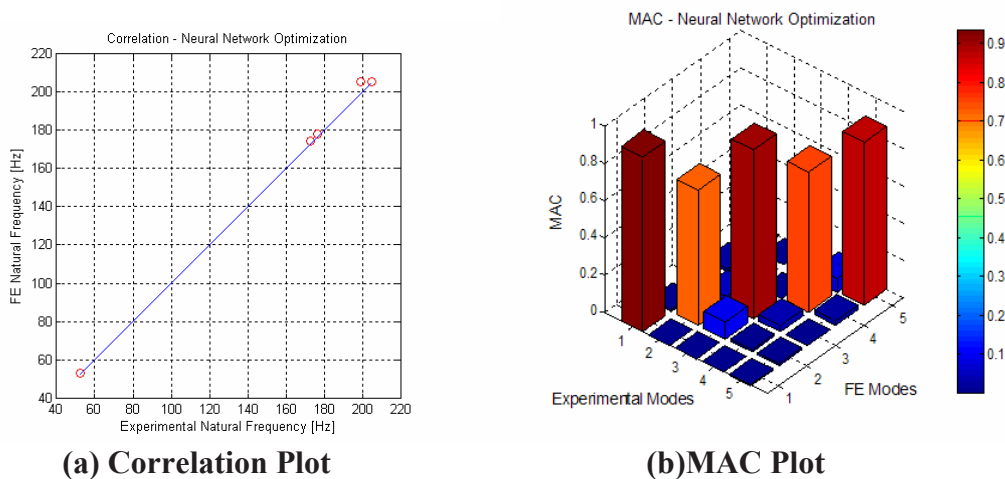 Correlation - Neural Network Optimization
220
200
180
160
140
120
100
80
60
40
40 60 80 100 120 140 160 180 200 220
FE Natural Frequency [Hz]
Experimental Natural Frequency [Hz]
(a) Correlation Plot
MAC - Neural Network Optimization
1
0.8
0.6
0.4
0.2
0
MAC
1 2 3 4 5
Experimental Modes
1 2 3 4 5
FE Modes
0.9
0.8
0.7
0.6
0.5
0.4
0.3
0.2
0.1
(b)MAC Plot